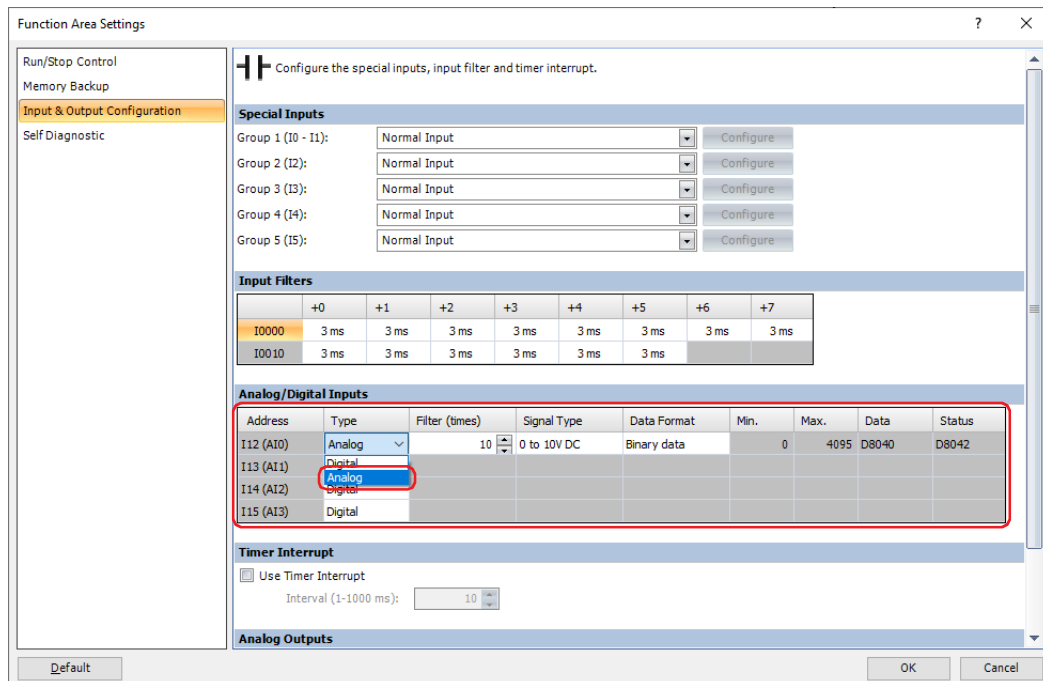 Function Area Settings ? ×
Run/Stop Control
Memory Backup
Input & Output Configuration
Self Diagnostic
Configure the special inputs, input filter and timer interrupt.
Special Inputs
Group 1 (I0 - I1): Normal Input Configure
Group 2 (I2): Normal Input Configure
Group 3 (I3): Normal Input Configure
Group 4 (I4): Normal Input Configure
Group 5 (I5): Normal Input Configure
Input Filters
+0 +1 +2 +3 +4 +5 +6 +7
I0000 3 ms 3 ms 3 ms 3 ms 3 ms 3 ms 3 ms 3 ms
I0010 3 ms 3 ms 3 ms 3 ms 3 ms 3 ms
Analog/Digital Inputs
Address Type Filter (times) Signal Type Data Format Min. Max. Data Status
I12 (AI0) Analog 10 0 to 10V DC Binary data 0 4095 D8040 D8042
I13 (AI1) Digital
Analog
I14 (AI2) Digital
I15 (AI3) Digital
Timer Interrupt
Use Timer Interrupt
Interval (1-1000 ms): 10
Analog Outputs
Default OK Cancel